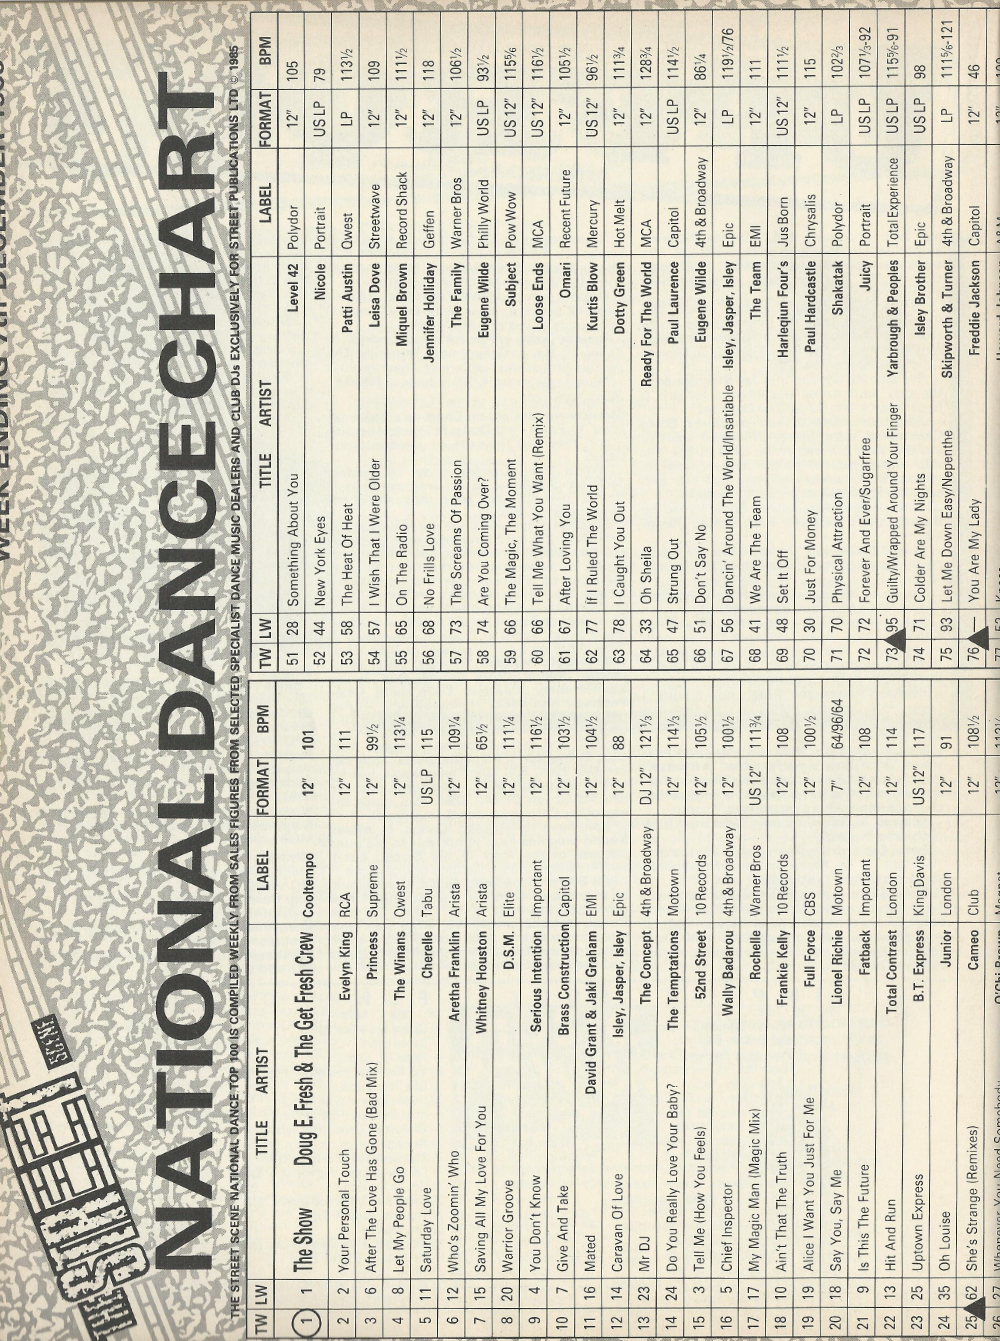 WEEK ENDING 7th DECEMBER 1985
STREET
SCENE
NATIONAL DANCE CHART
THE STREET SCENE NATIONAL DANCE TOP 100 IS COMPILED WEEKLY FROM SALES FIGURES FROM SELECTED SPECIALIST DANCE MUSIC DEALERS AND CLUB DJs EXCLUSIVELY FOR STREET PUBLICATIONS LTD © 1985
TW LW TITLE ARTIST LABEL FORMAT BPM
1 1 The Show Doug E. Fresh & The Get Fresh Crew Cooltempo 12" 101
2 2 Your Personal Touch Evelyn King RCA 12" 111
3 6 After The Love Has Gone (Bad Mix) Princess Supreme 12" 99½
4 8 Let My People Go The Winans Qwest 12" 113¼
5 11 Saturday Love Cherelle Tabu US LP 115
6 12 Who's Zoomin' Who Aretha Franklin Arista 12" 109¼
7 15 Saving All My Love For You Whitney Houston Arista 12" 65½
8 20 Warrior Groove D.S.M. Elite 12" 111¼
9 4 You Don't Know Serious Intention Important 12" 116½
10 7 Give And Take Brass Construction Capitol 12" 103½
11 16 Mated David Grant & Jaki Graham EMI 12" 104½
12 14 Caravan Of Love Isley, Jasper, Isley Epic 12" 88
13 23 Mr DJ The Concept 4th & Broadway DJ 12" 121⅓
14 24 Do You Really Love Your Baby? The Temptations Motown 12" 114⅓
15 3 Tell Me (How You Feels) 52nd Street 10 Records 12" 105½
16 5 Chief Inspector Wally Badarou 4th & Broadway 12" 100½
17 17 My Magic Man (Magic Mix) Rochelle Warner Bros US 12" 111¾
18 10 Ain't That The Truth Frankie Kelly 10 Records 12" 108
19 19 Alice I Want You Just For Me Full Force CBS 12" 100½
20 18 Say You, Say Me Lionel Richie Motown 7" 64/96/64
21 9 Is This The Future Fatback Important 12" 108
22 13 Hit And Run Total Contrast London 12" 114
23 25 Uptown Express B.T. Express King Davis US 12" 117
24 35 Oh Louise Junior London 12" 91
25 62 She's Strange (Remixes) Cameo Club 12" 108½
TW LW TITLE ARTIST LABEL FORMAT BPM
51 28 Something About You Level 42 Polydor 12" 105
52 44 New York Eyes Nicole Portrait US LP 79
53 58 The Heat Of Heat Patti Austin Qwest LP 113½
54 57 I Wish That I Were Older Leisa Dove Streetwave 12" 109
55 65 On The Radio Miquel Brown Record Shack 12" 111½
56 68 No Frills Love Jennifer Holliday Geffen 12" 118
57 73 The Screams Of Passion The Family Warner Bros 12" 106½
58 74 Are You Coming Over? Eugene Wilde Philly World US LP 93½
59 66 The Magic, The Moment Subject Pow Wow US 12" 115⅚
60 66 Tell Me What You Want (Remix) Loose Ends MCA US 12" 116½
61 67 After Loving You Omari Recent Future 12" 105½
62 77 If I Ruled The World Kurtis Blow Mercury US 12" 96½
63 78 I Caught You Out Dotty Green Hot Melt 12" 111¾
64 33 Oh Sheila Ready For The World MCA 12" 128¾
65 47 Strung Out Paul Laurence Capitol US LP 114½
66 51 Don't Say No Eugene Wilde 4th & Broadway 12" 86¼
67 56 Dancin' Around The World/Insatiable Isley, Jasper, Isley Epic LP 119½/76
68 41 We Are The Team The Team EMI 12" 111
69 48 Set It Off Harleqiun Four's Jus Born US 12" 111½
70 30 Just For Money Paul Hardcastle Chrysalis 12" 115
71 70 Physical Attraction Shakatak Polydor LP 102⅔
72 72 Forever And Ever/Sugarfree Juicy Portrait US LP 107⅓-92
73 95 Guilty/Wrapped Around Your Finger Yarbrough & Peoples Total Experience US LP 115⅚-91
74 71 Colder Are My Nights Isley Brother Epic US LP 98
75 93 Let Me Down Easy/Nepenthe Skipworth & Turner 4th & Broadway LP 111⅚-121
76 — You Are My Lady Freddie Jackson Capitol 12" 46